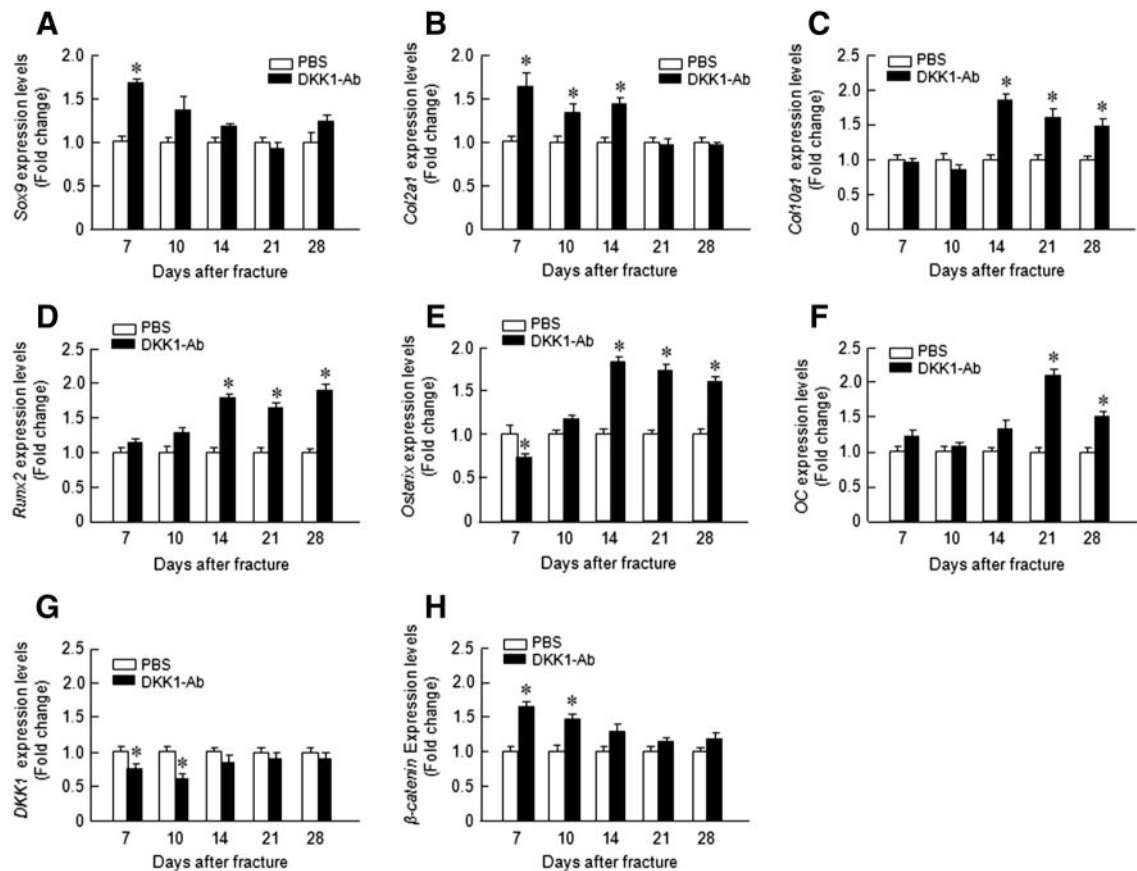 A
Sox9 expression levels
(Fold change)
2.0
1.5
1.0
0.5
0
PBS
DKK1-Ab
*
7 10 14 21 28
Days after fracture
B
Col2a1 expression levels
(Fold change)
2.0
1.5
1.0
0.5
0
PBS
DKK1-Ab
* * *
7 10 14 21 28
Days after fracture
C
Col10a1 expression levels
(Fold change)
2.5
2.0
1.5
1.0
0.5
0
PBS
DKK1-Ab
* * *
7 10 14 21 28
Days after fracture
D
Runx2 expression levels
(Fold change)
2.5
2.0
1.5
1.0
0.5
0
PBS
DKK1-Ab
* * *
7 10 14 21 28
Days after fracture
E
Osterix expression levels
(Fold change)
2.0
1.5
1.0
0.5
0
PBS
DKK1-Ab
* * * *
7 10 14 21 28
Days after fracture
F
OC expression levels
(Fold change)
2.5
2.0
1.5
1.0
0.5
0
PBS
DKK1-Ab
* *
7 10 14 21 28
Days after fracture
G
DKK1 expression levels
(Fold change)
2.5
2.0
1.5
1.0
0.5
0
PBS
DKK1-Ab
* *
7 10 14 21 28
Days after fracture
H
β-catenin Expression levels
(Fold change)
2.5
2.0
1.5
1.0
0.5
0
PBS
DKK1-Ab
* *
7 10 14 21 28
Days after fracture